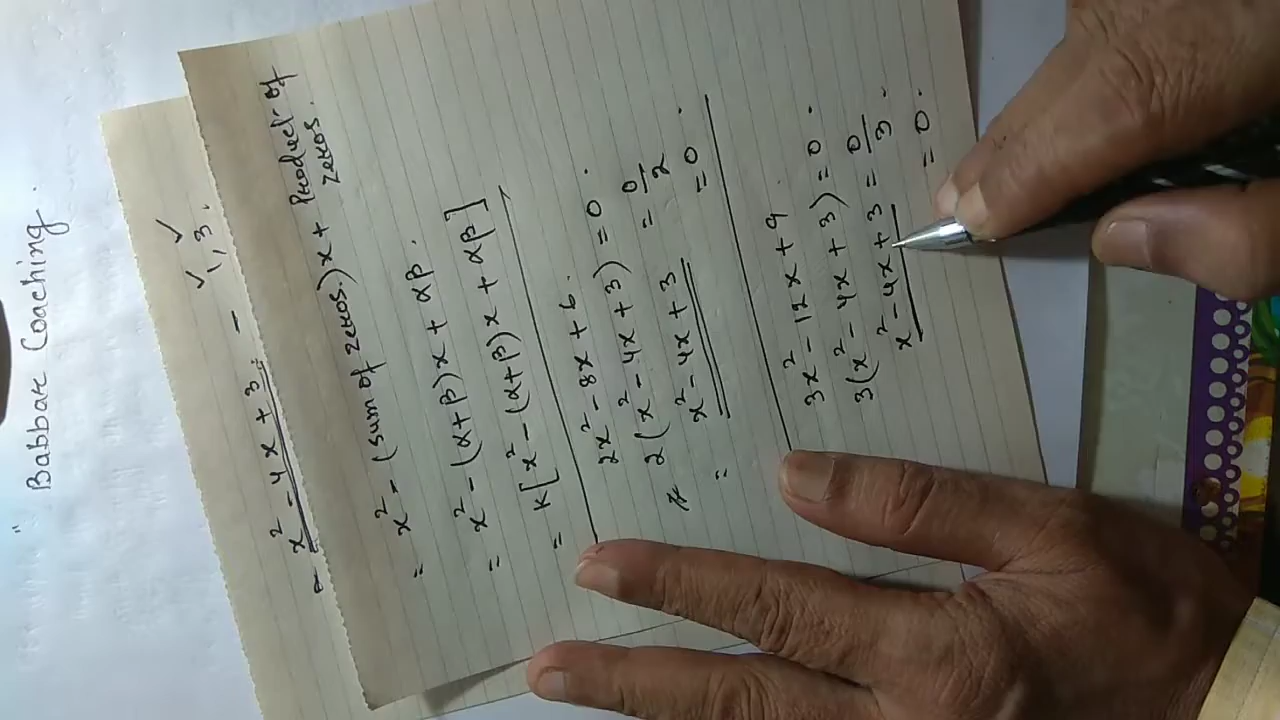 " Babbar Coaching.
x² - 4x + 3. - 1, 3.
x² - (sum of zeros.)x + Product of
zeros.
= x² - (α+β)x + αβ.
= x² - (α+β)x + αβ
= K[x² - (α+β)x + αβ]
2x² - 8x + 6.
2(x² - 4x + 3) = 0.
x² - 4x + 3 = 0/2
= = 0.
3x² - 12x + 9
3(x² - 4x + 3) = 0.
x² - 4x + 3 = 0/3.
= 0.